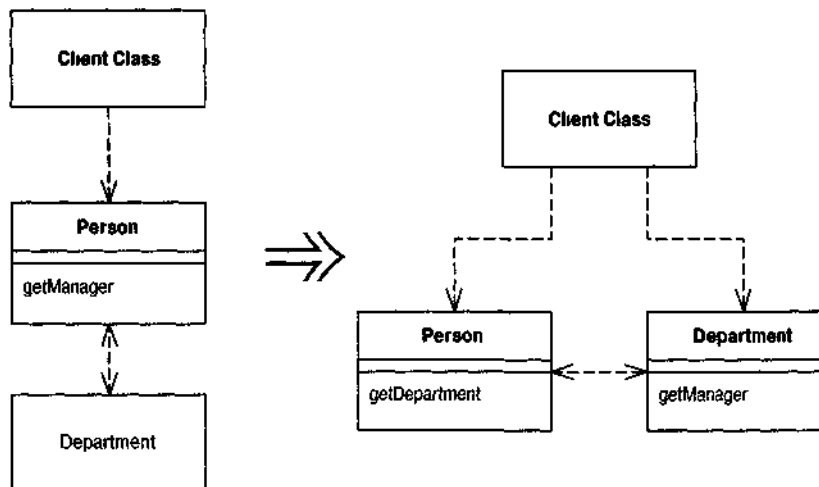 Client Class
Person
getManager
Department
Client Class
Person
getDepartment
Department
getManager